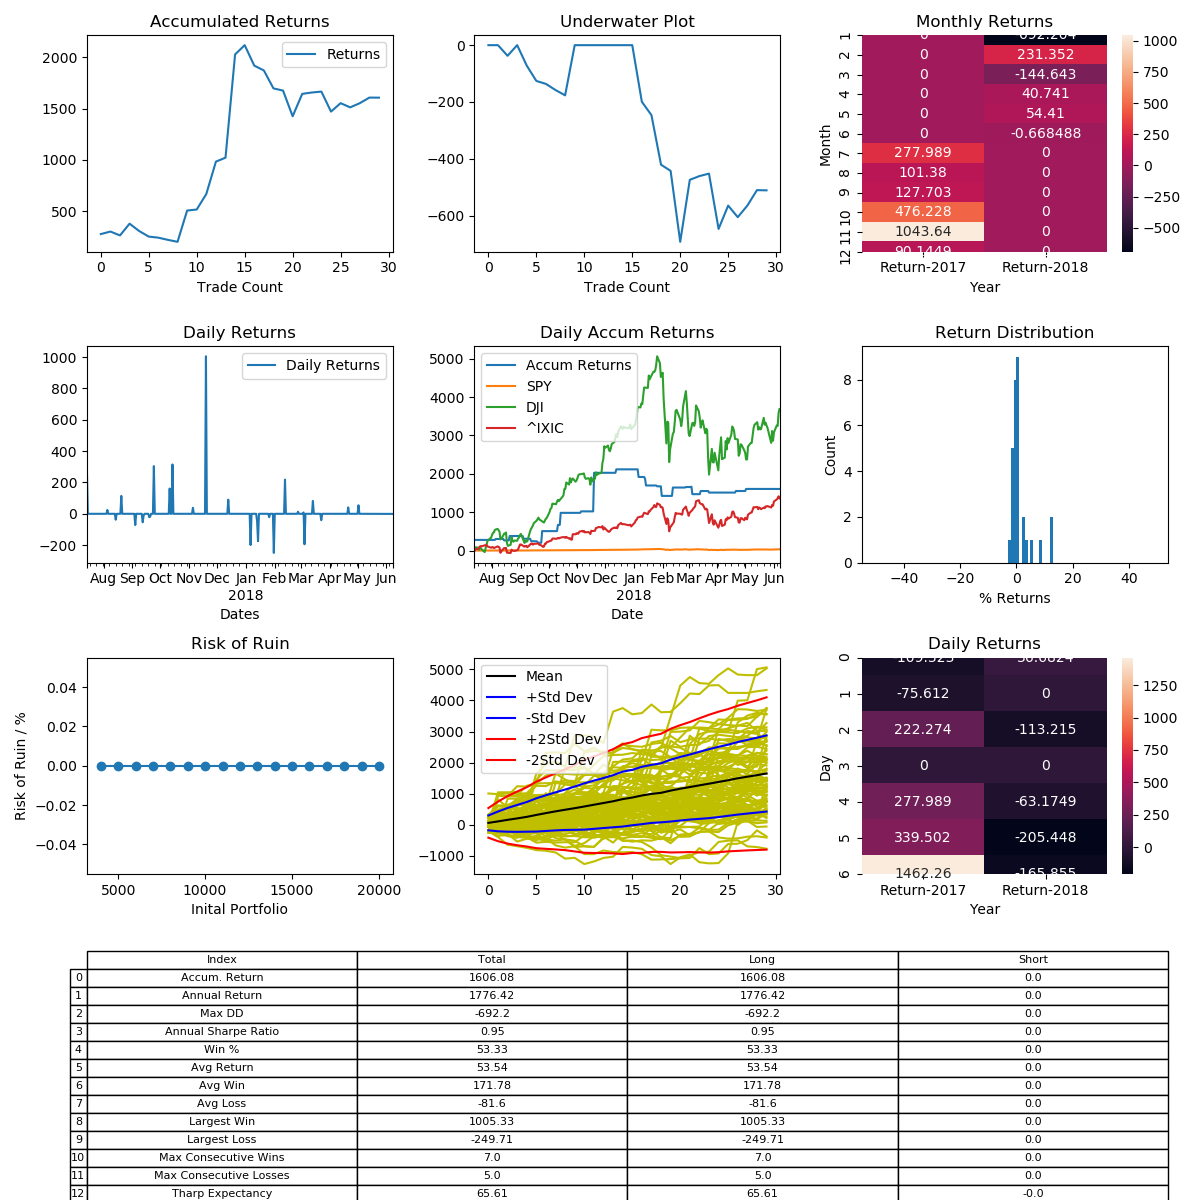 Accumulated Returns
2000
1500
1000
500
Returns
0 5 10 15 20 25 30
Trade Count
Underwater Plot
0
−200
−400
−600
0 5 10 15 20 25 30
Trade Count
Monthly Returns
Month
1 0
2 0 231.352
3 0 -144.643
4 0 40.741
5 0 54.41
6 0 -0.668488
7 277.989 0
8 101.38 0
9 127.703 0
10 476.228 0
11 1043.64 0
12 90.1449 0
Return-2017 Return-2018
Year
1000
750
500
250
0
−250
−500
Daily Returns
1000
800
600
400
200
0
−200
Daily Returns
Aug Sep Oct Nov Dec Jan Feb Mar Apr May Jun
2018
Dates
Daily Accum Returns
5000
4000
3000
2000
1000
0
Accum Returns
SPY
DJI
^IXIC
Aug Sep Oct Nov Dec Jan Feb Mar Apr May Jun
2018
Date
Return Distribution
Count
8
6
4
2
0
−40 −20 0 20 40
% Returns
Risk of Ruin
Risk of Ruin / %
0.04
0.02
0.00
−0.02
−0.04
5000 10000 15000 20000
Inital Portfolio
5000
4000
3000
2000
1000
0
−1000
Mean
+Std Dev
-Std Dev
+2Std Dev
-2Std Dev
0 5 10 15 20 25 30
Daily Returns
Day
0
1 -75.612 0
2 222.274 -113.215
3 0 0
4 277.989 -63.1749
5 339.502 -205.448
6 1462.26 -165.855
Return-2017 Return-2018
Year
1250
1000
750
500
250
0
Index Total Long Short
0 Accum. Return 1606.08 1606.08 0.0
1 Annual Return 1776.42 1776.42 0.0
2 Max DD -692.2 -692.2 0.0
3 Annual Sharpe Ratio 0.95 0.95 0.0
4 Win % 53.33 53.33 0.0
5 Avg Return 53.54 53.54 0.0
6 Avg Win 171.78 171.78 0.0
7 Avg Loss -81.6 -81.6 0.0
8 Largest Win 1005.33 1005.33 0.0
9 Largest Loss -249.71 -249.71 0.0
10 Max Consecutive Wins 7.0 7.0 0.0
11 Max Consecutive Losses 5.0 5.0 0.0
12 Tharp Expectancy 65.61 65.61 -0.0